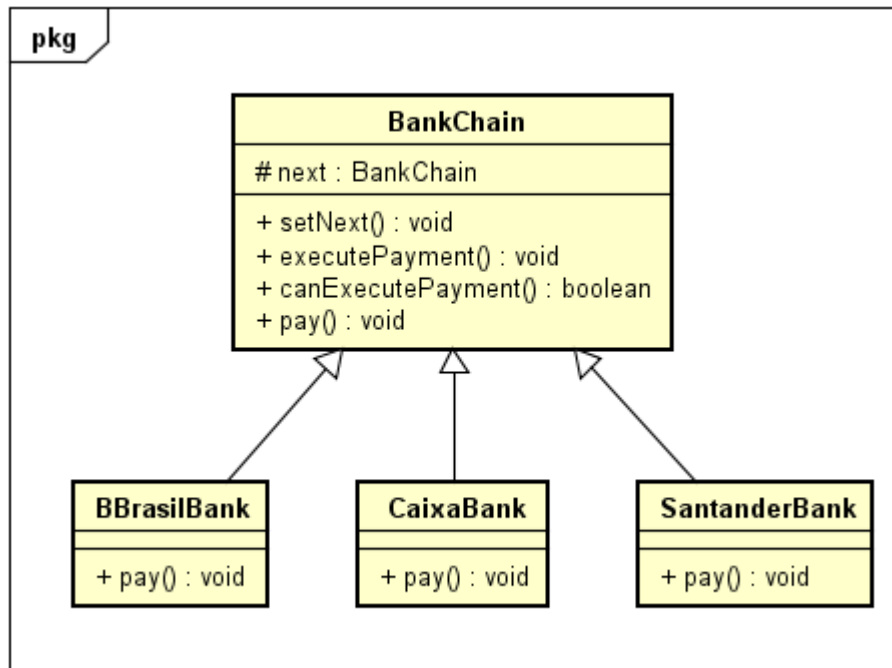 pkg
BankChain
# next : BankChain
+ setNext() : void
+ executePayment() : void
+ canExecutePayment() : boolean
+ pay() : void
BBrasilBank
+ pay() : void
CaixaBank
+ pay() : void
SantanderBank
+ pay() : void